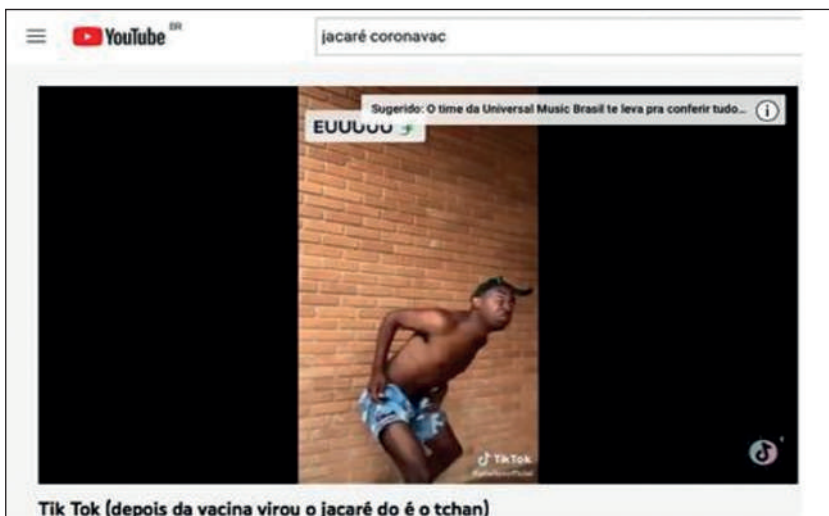 YouTube BR
jacaré coronavac
Sugerido: O time da Universal Music Brasil te leva pra conferir tudo...
EUUUUU
TikTok
Tik Tok (depois da vacina virou o jacaré do é o tchan)